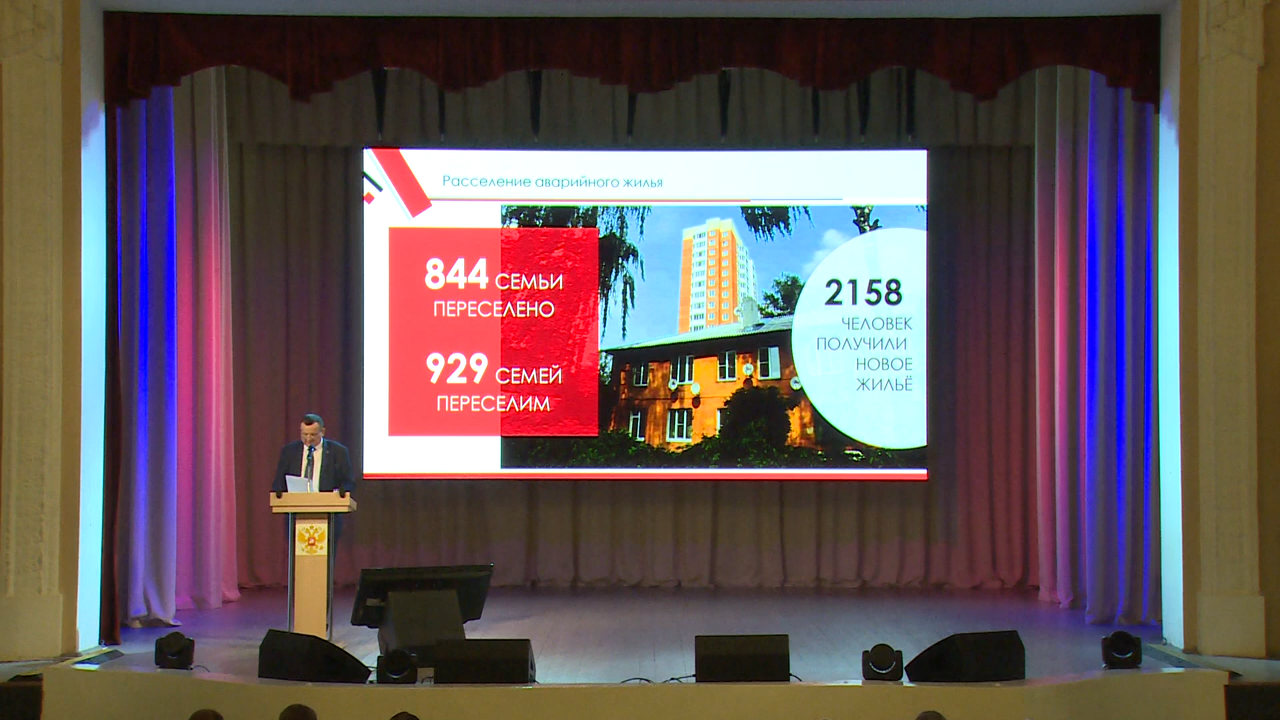 Расселение аварийного жилья
844 СЕМЬИ
ПЕРЕСЕЛЕНО
929 СЕМЕЙ
ПЕРЕСЕЛИМ
2158
ЧЕЛОВЕК
ПОЛУЧИЛИ
НОВОЕ
ЖИЛЬЁ